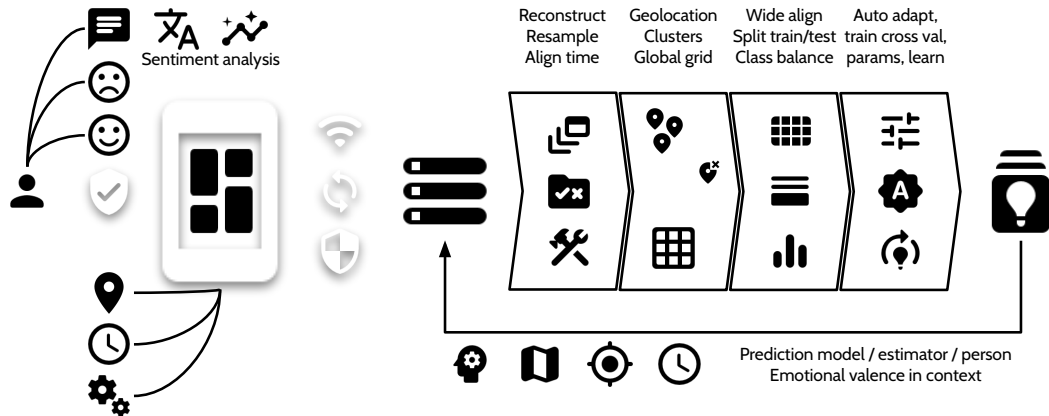 Sentiment analysis
Reconstruct
Resample
Align time
Geolocation
Clusters
Global grid
Wide align
Split train/test
Class balance
Auto adapt,
train cross val,
params, learn
A
Prediction model / estimator / person
Emotional valence in context